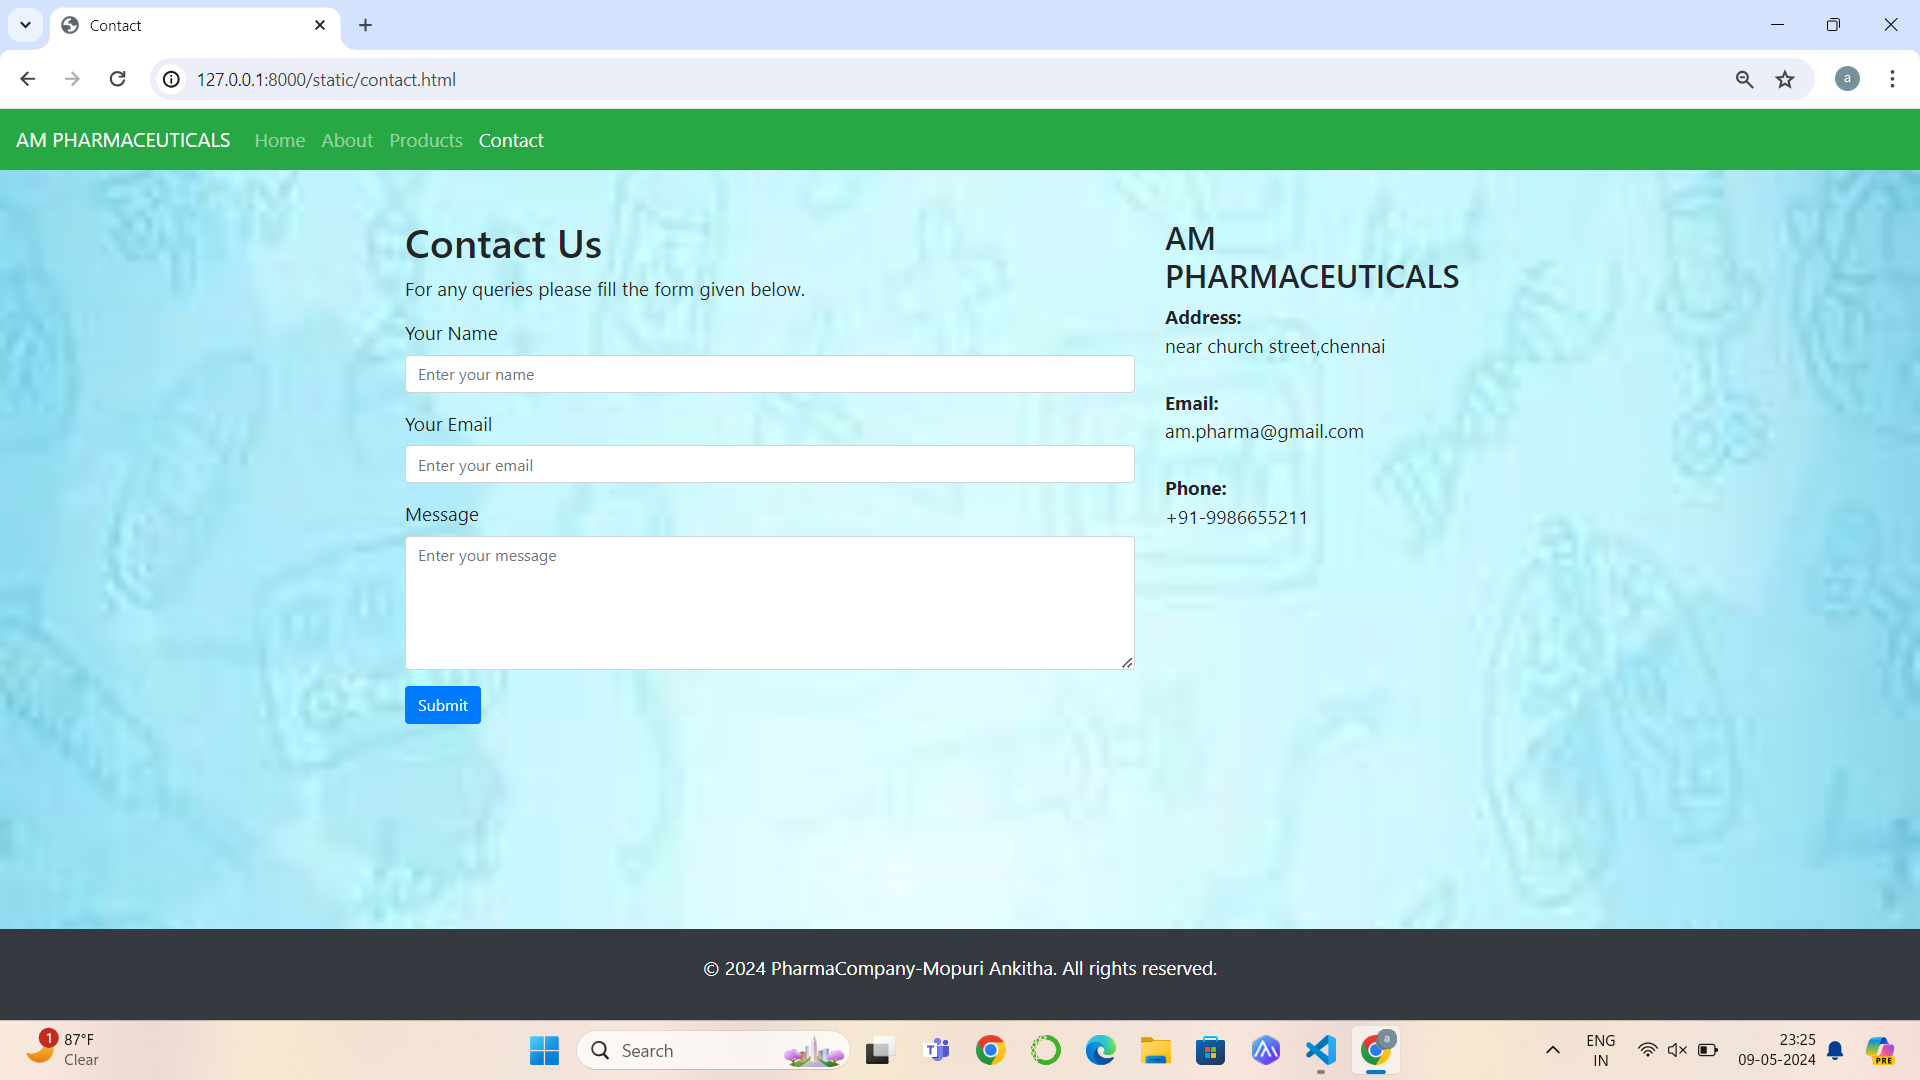 Contact
127.0.0.1:8000/static/contact.html
a
AM PHARMACEUTICALS Home About Products Contact
Contact Us
For any queries please fill the form given below.
Your Name
Enter your name
Your Email
Enter your email
Message
Enter your message
Submit
AM
PHARMACEUTICALS
Address:
near church street,chennai
Email:
am.pharma@gmail.com
Phone:
+91-9986655211
© 2024 PharmaCompany-Mopuri Ankitha. All rights reserved.
1
87°F
Clear
Search
a
ENG
IN
23:25
09-05-2024
PRE